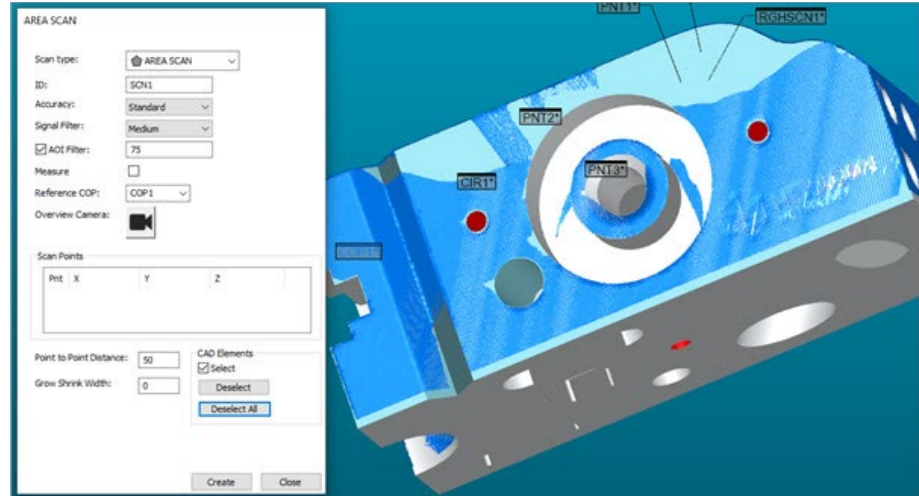 AREA SCAN
Scan type:
AREA SCAN
ID:
SCN1
Accuracy:
Standard
Signal Filter:
Medium
AOI Filter:
75
Measure
Reference COP:
COP1
Overview Camera:
Scan Points
Pnt X Y Z
Point to Point Distance:
50
Grow Shrink Width:
0
CAD Elements
Select
Deselect
Deselect All
Create
Close
PNT1*
RGHSCN1*
PNT2*
PNT3*
CIR1*
COP1*